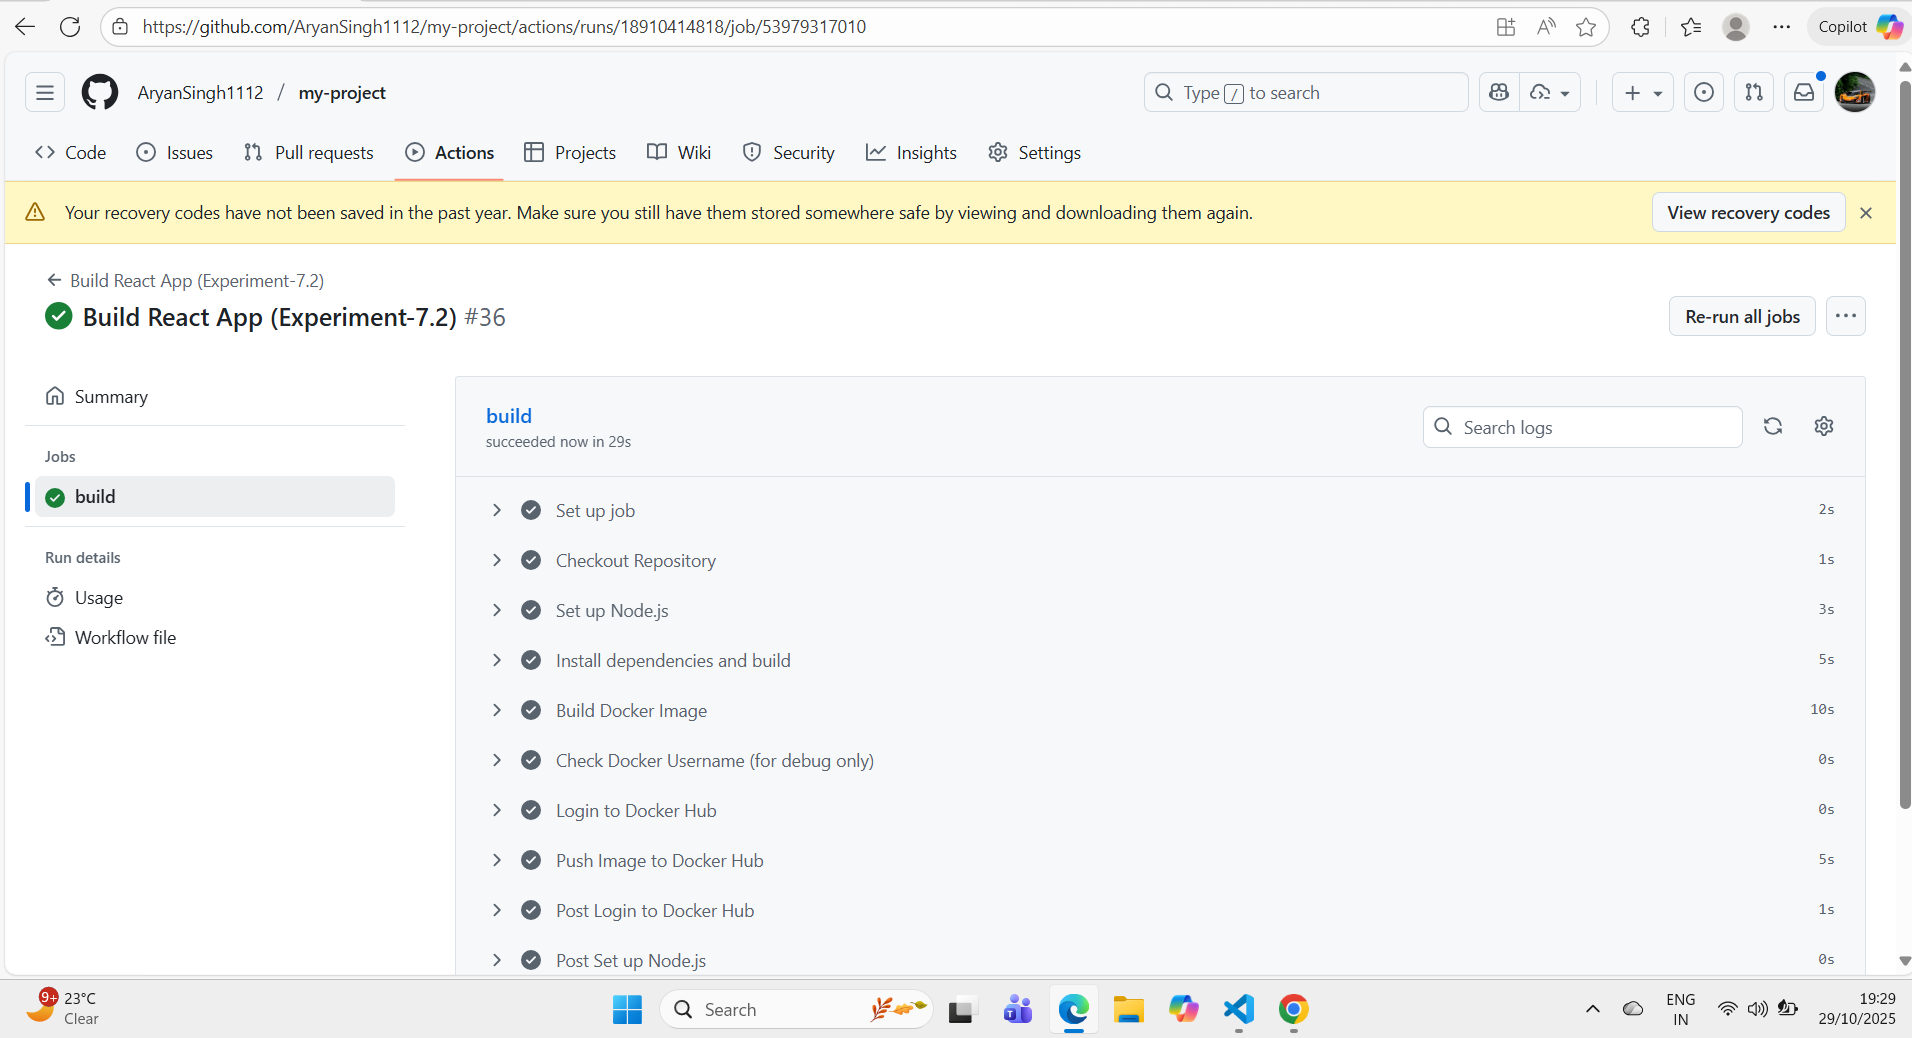 https://github.com/AryanSingh1112/my-project/actions/runs/18910414818/job/53979317010
Copilot
AryanSingh1112 / my-project
Type / to search
Code Issues Pull requests Actions Projects Wiki Security Insights Settings
Your recovery codes have not been saved in the past year. Make sure you still have them stored somewhere safe by viewing and downloading them again.
View recovery codes
Build React App (Experiment-7.2)
Build React App (Experiment-7.2) #36
Re-run all jobs
Summary
Jobs
build
Run details
Usage
Workflow file
build
succeeded now in 29s
Search logs
Set up job 2s
Checkout Repository 1s
Set up Node.js 3s
Install dependencies and build 5s
Build Docker Image 10s
Check Docker Username (for debug only) 0s
Login to Docker Hub 0s
Push Image to Docker Hub 5s
Post Login to Docker Hub 1s
Post Set up Node.js 0s
9+
23°C
Clear
Search
ENG
IN
19:29
29/10/2025